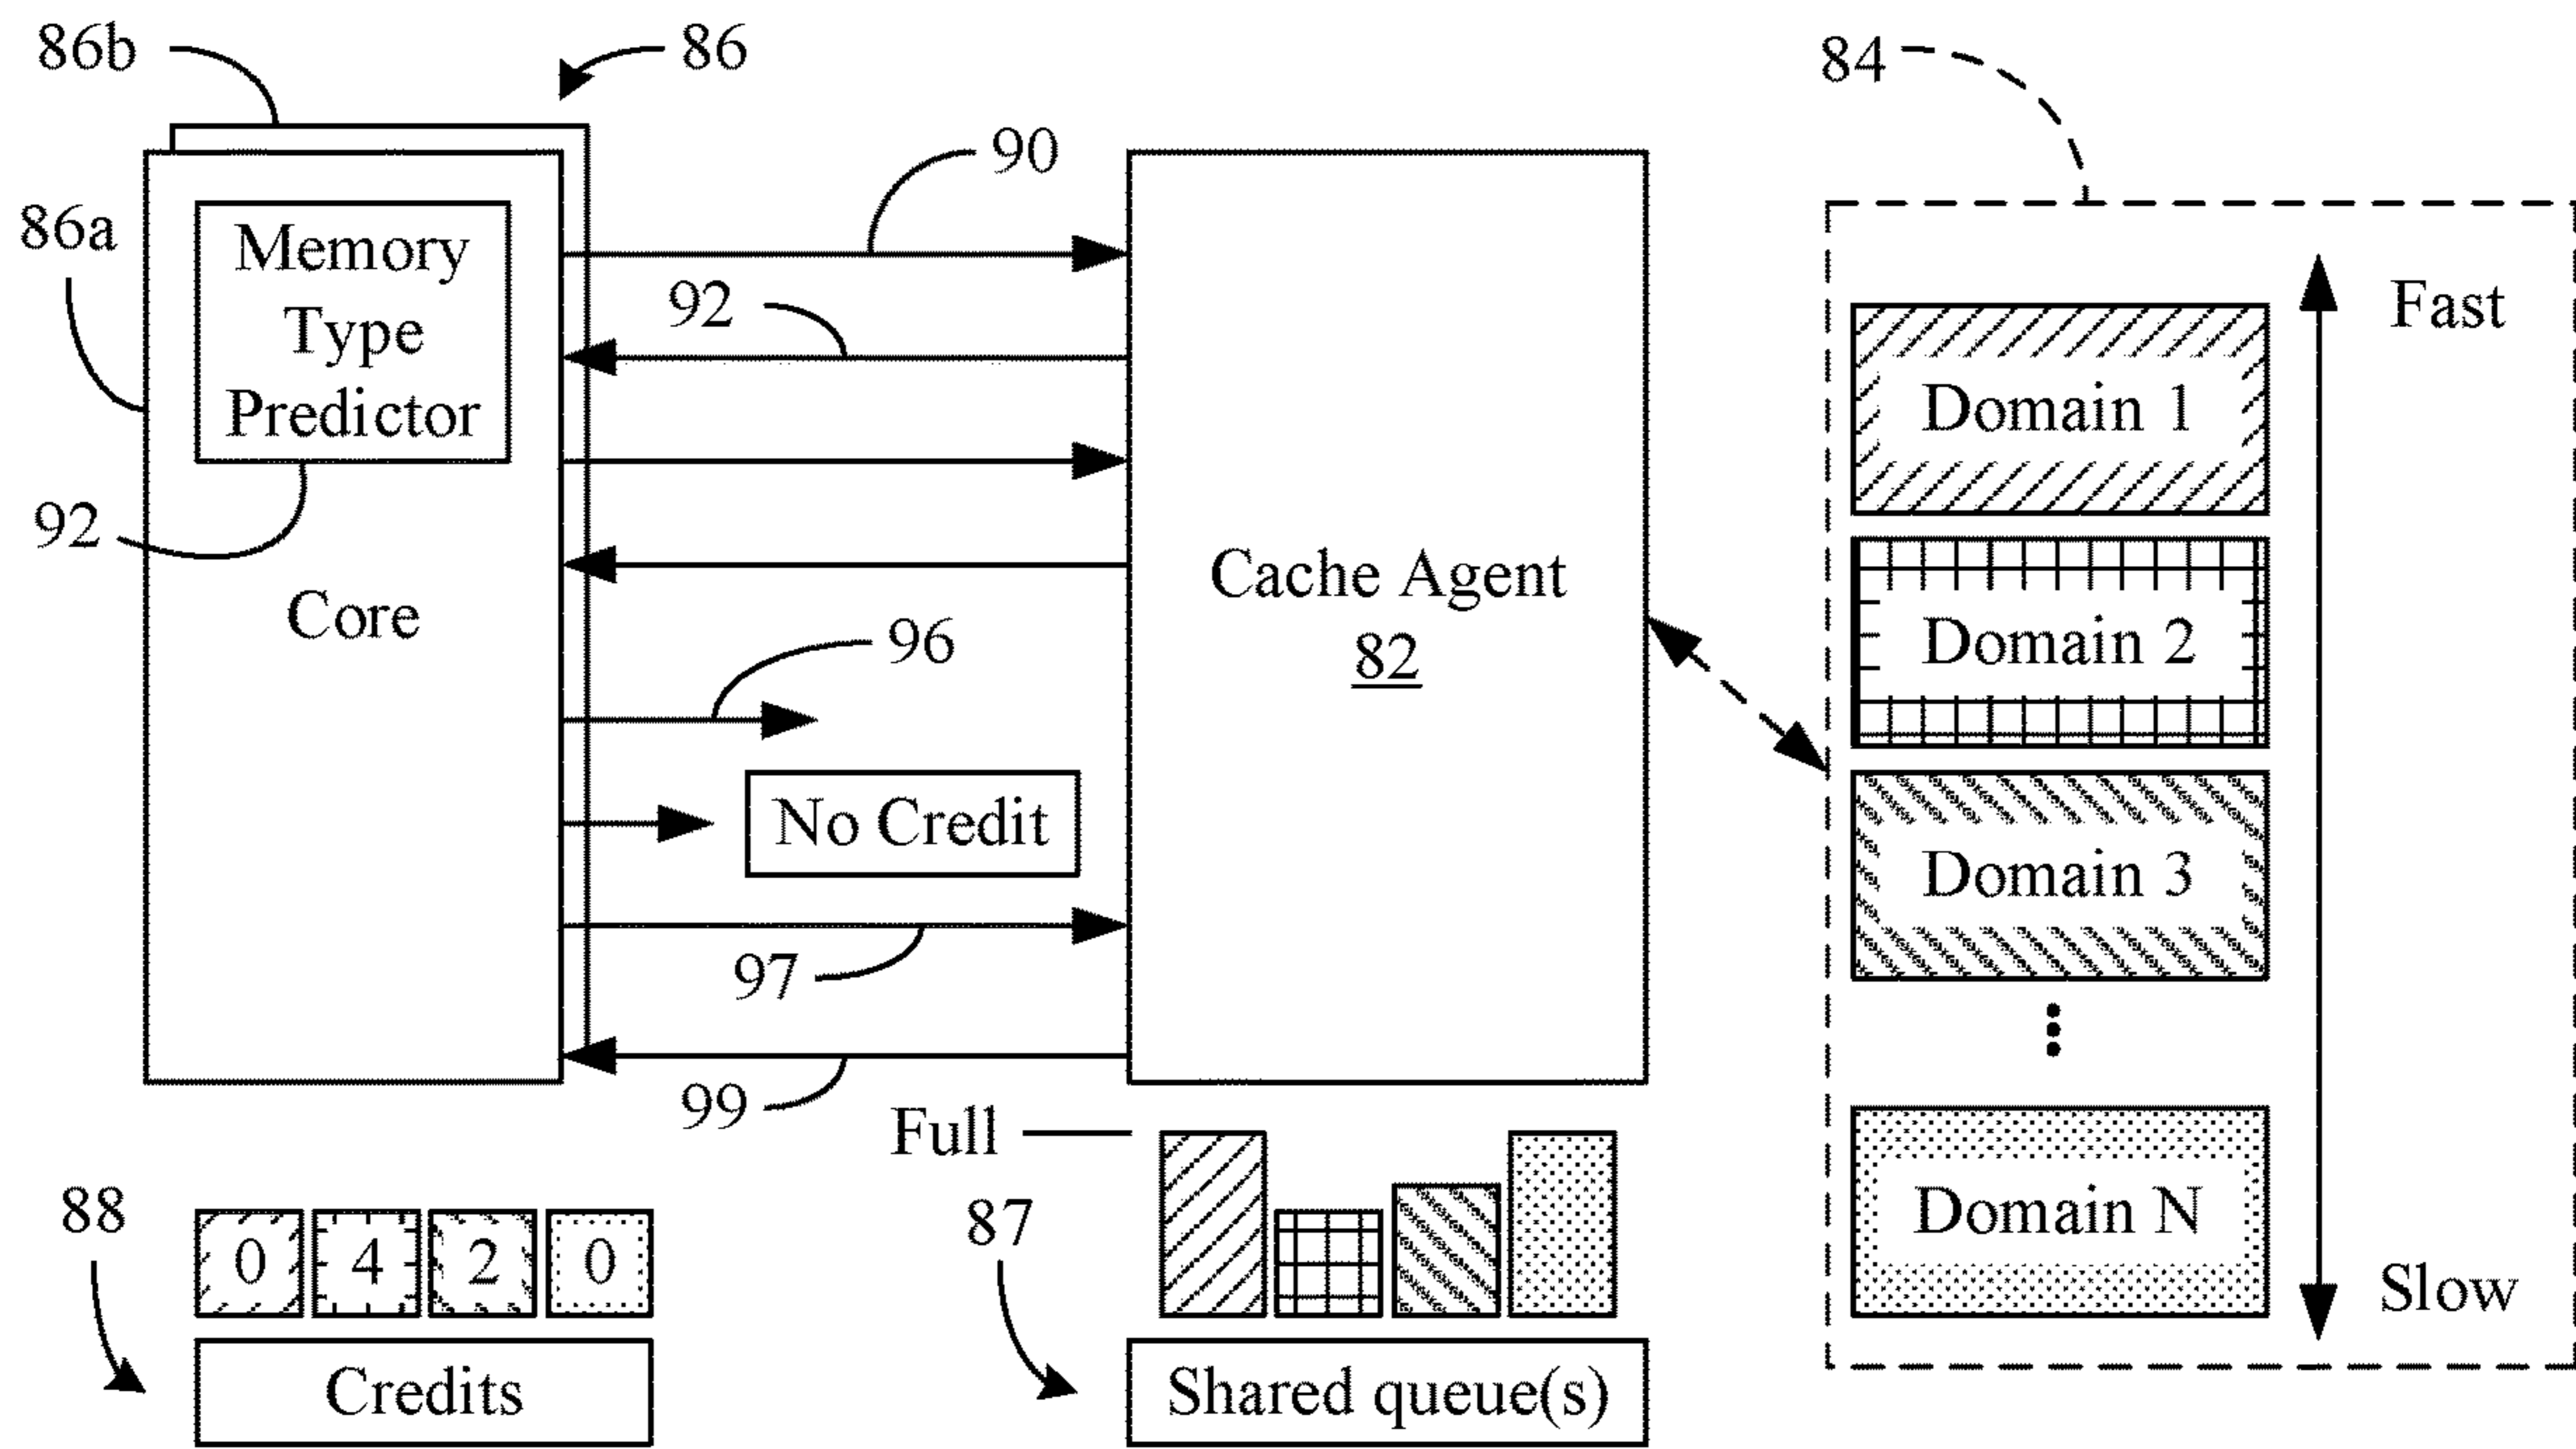 86b
86
84
90
86a
Memory
Type
Predictor
92
Fast
Domain 1
92
Core
Cache Agent
82
96
Domain 2
No Credit
Domain 3
97
99
Full
88
0 4 2 0
87
Domain N
Slow
Credits
Shared queue(s)